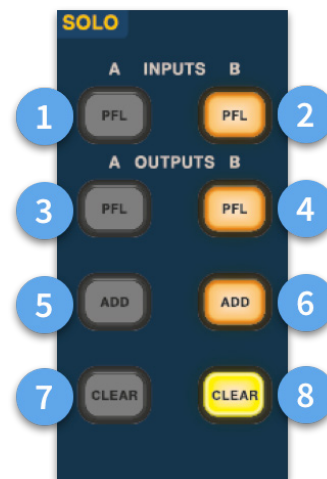 SOLO
A INPUTS B
1 PFL PFL 2
A OUTPUTS B
3 PFL PFL 4
5 ADD ADD 6
7 CLEAR CLEAR 8